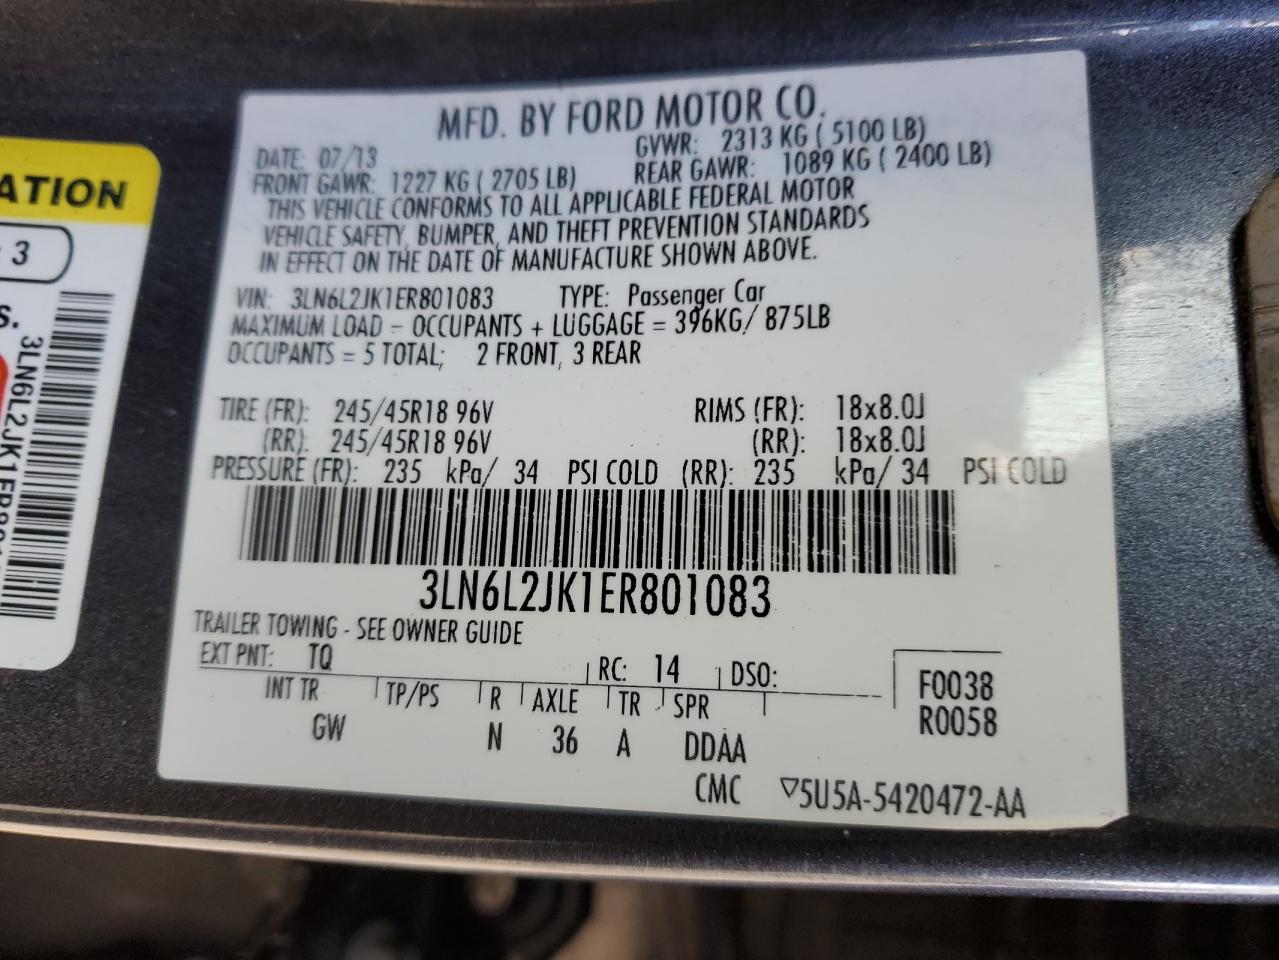 MFD. BY FORD MOTOR CO.
DATE: 07/13 GVWR: 2313 KG ( 5100 LB)
FRONT GAWR: 1227 KG ( 2705 LB) REAR GAWR: 1089 KG ( 2400 LB)
THIS VEHICLE CONFORMS TO ALL APPLICABLE FEDERAL MOTOR
VEHICLE SAFETY, BUMPER, AND THEFT PREVENTION STANDARDS
IN EFFECT ON THE DATE OF MANUFACTURE SHOWN ABOVE.
VIN: 3LN6L2JK1ER801083 TYPE: Passenger Car
MAXIMUM LOAD = OCCUPANTS + LUGGAGE = 396KG/ 875LB
OCCUPANTS = 5 TOTAL; 2 FRONT, 3 REAR
TIRE (FR): 245/45R18 96V RIMS (FR): 18x8.0J
(RR): 245/45R18 96V (RR): 18x8.0J
PRESSURE (FR): 235 kPa/ 34 PSI COLD (RR): 235 kPa/ 34 PSI COLD
3LN6L2JK1ER801083
TRAILER TOWING - SEE OWNER GUIDE
EXT PNT: TQ RC: 14 DSO: F0038
INT TR TP/PS R AXLE TR SPR R0058
GW N 36 A DDAA
CMC ▽5U5A-5420472-AA
ATION
3
S.